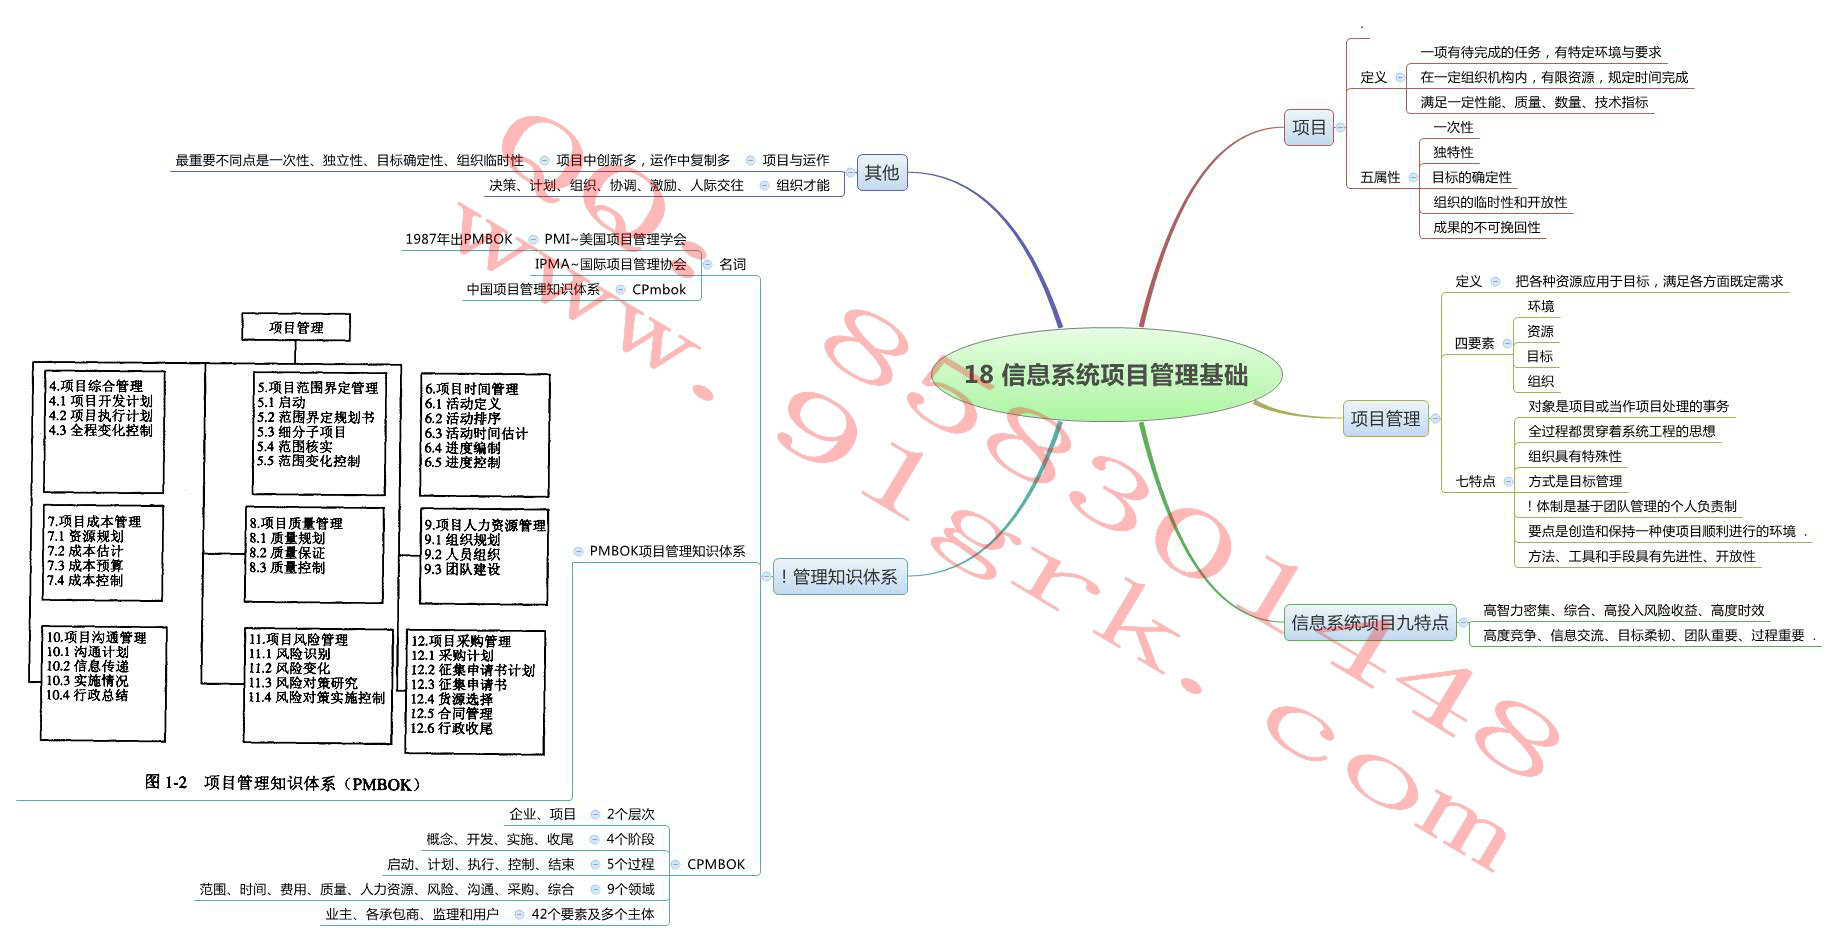 18 信息系统项目管理基础
项目
.
定义
一项有待完成的任务，有特定环境与要求
在一定组织机构内，有限资源，规定时间完成
满足一定性能、质量、数量、技术指标
五属性
一次性
独特性
目标的确定性
组织的临时性和开放性
成果的不可挽回性
项目管理
定义
把各种资源应用于目标，满足各方面既定需求
四要素
环境
资源
目标
组织
七特点
对象是项目或当作项目处理的事务
全过程都贯穿着系统工程的思想
组织具有特殊性
方式是目标管理
！体制是基于团队管理的个人负责制
要点是创造和保持一种使项目顺利进行的环境 .
方法、工具和手段具有先进性、开放性
信息系统项目九特点
高智力密集、综合、高投入风险收益、高度时效
高度竞争、信息交流、目标柔韧、团队重要、过程重要 .
其他
项目与运作
项目中创新多，运作中复制多
最重要不同点是一次性、独立性、目标确定性、组织临时性
组织才能
决策、计划、组织、协调、激励、人际交往
！管理知识体系
名词
PMI~美国项目管理学会
1987年出PMBOK
IPMA~国际项目管理协会
CPmbok
中国项目管理知识体系
PMBOK项目管理知识体系
项目管理
4.项目综合管理
4.1 项目开发计划
4.2 项目执行计划
4.3 全程变化控制
5.项目范围界定管理
5.1 启动
5.2 范围界定规划书
5.3 细分子项目
5.4 范围核实
5.5 范围变化控制
6.项目时间管理
6.1 活动定义
6.2 活动排序
6.3 活动时间估计
6.4 进度编制
6.5 进度控制
7.项目成本管理
7.1 资源规划
7.2 成本估计
7.3 成本预算
7.4 成本控制
8.项目质量管理
8.1 质量规划
8.2 质量保证
8.3 质量控制
9.项目人力资源管理
9.1 组织规划
9.2 人员组织
9.3 团队建设
10.项目沟通管理
10.1 沟通计划
10.2 信息传递
10.3 实施情况
10.4 行政总结
11.项目风险管理
11.1 风险识别
11.2 风险变化
11.3 风险对策研究
11.4 风险对策实施控制
12.项目采购管理
12.1 采购计划
12.2 征集申请书计划
12.3 征集申请书
12.4 货源选择
12.5 合同管理
12.6 行政收尾
图 1-2 项目管理知识体系（PMBOK）
CPMBOK
2个层次
企业、项目
4个阶段
概念、开发、实施、收尾
5个过程
启动、计划、执行、控制、结束
9个领域
范围、时间、费用、质量、人力资源、风险、沟通、采购、综合
42个要素及多个主体
业主、各承包商、监理和用户
QQ: 858301448
www.91grk.com